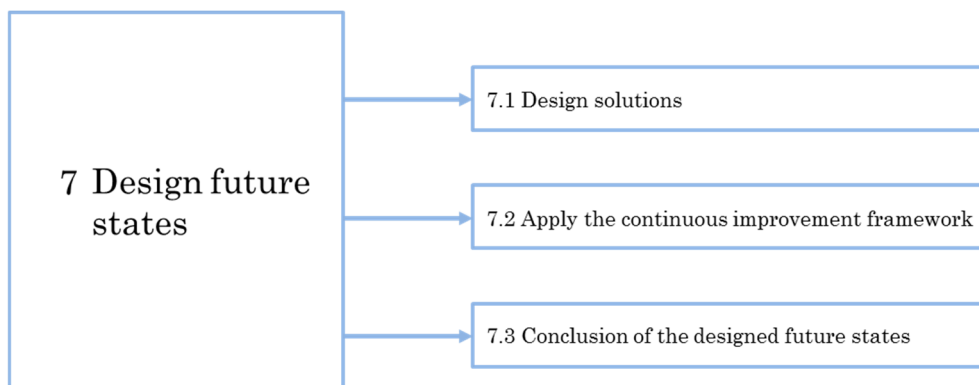 7 Design future
states
7.1 Design solutions
7.2 Apply the continuous improvement framework
7.3 Conclusion of the designed future states